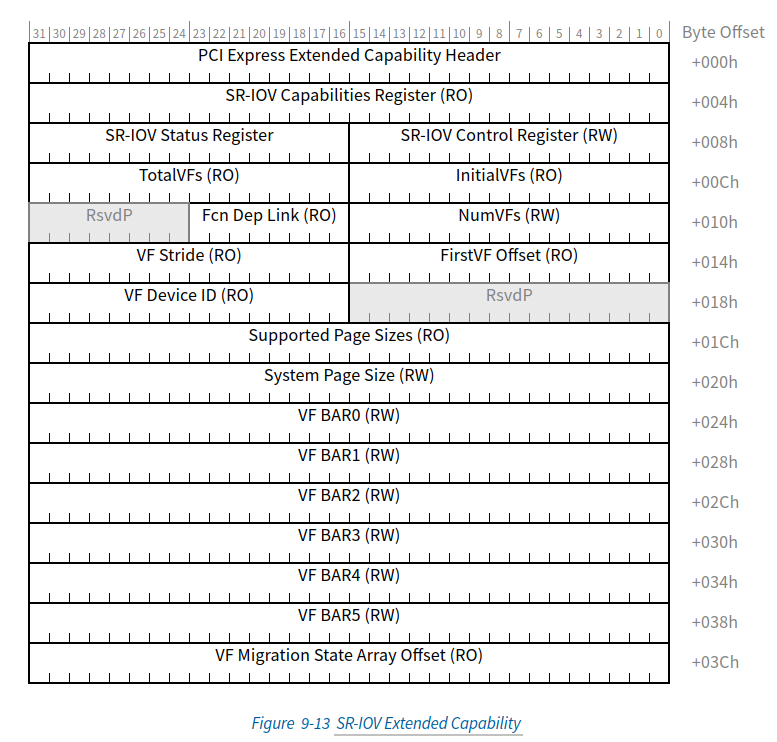 31 30 29 28 27 26 25 24 23 22 21 20 19 18 17 16 15 14 13 12 11 10 9 8 7 6 5 4 3 2 1 0 Byte Offset
PCI Express Extended Capability Header +000h
SR-IOV Capabilities Register (RO) +004h
SR-IOV Status Register SR-IOV Control Register (RW) +008h
TotalVFs (RO) InitialVFs (RO) +00Ch
RsvdP Fcn Dep Link (RO) NumVFs (RW) +010h
VF Stride (RO) FirstVF Offset (RO) +014h
VF Device ID (RO) RsvdP +018h
Supported Page Sizes (RO) +01Ch
System Page Size (RW) +020h
VF BAR0 (RW) +024h
VF BAR1 (RW) +028h
VF BAR2 (RW) +02Ch
VF BAR3 (RW) +030h
VF BAR4 (RW) +034h
VF BAR5 (RW) +038h
VF Migration State Array Offset (RO) +03Ch
Figure 9-13 SR-IOV Extended Capability